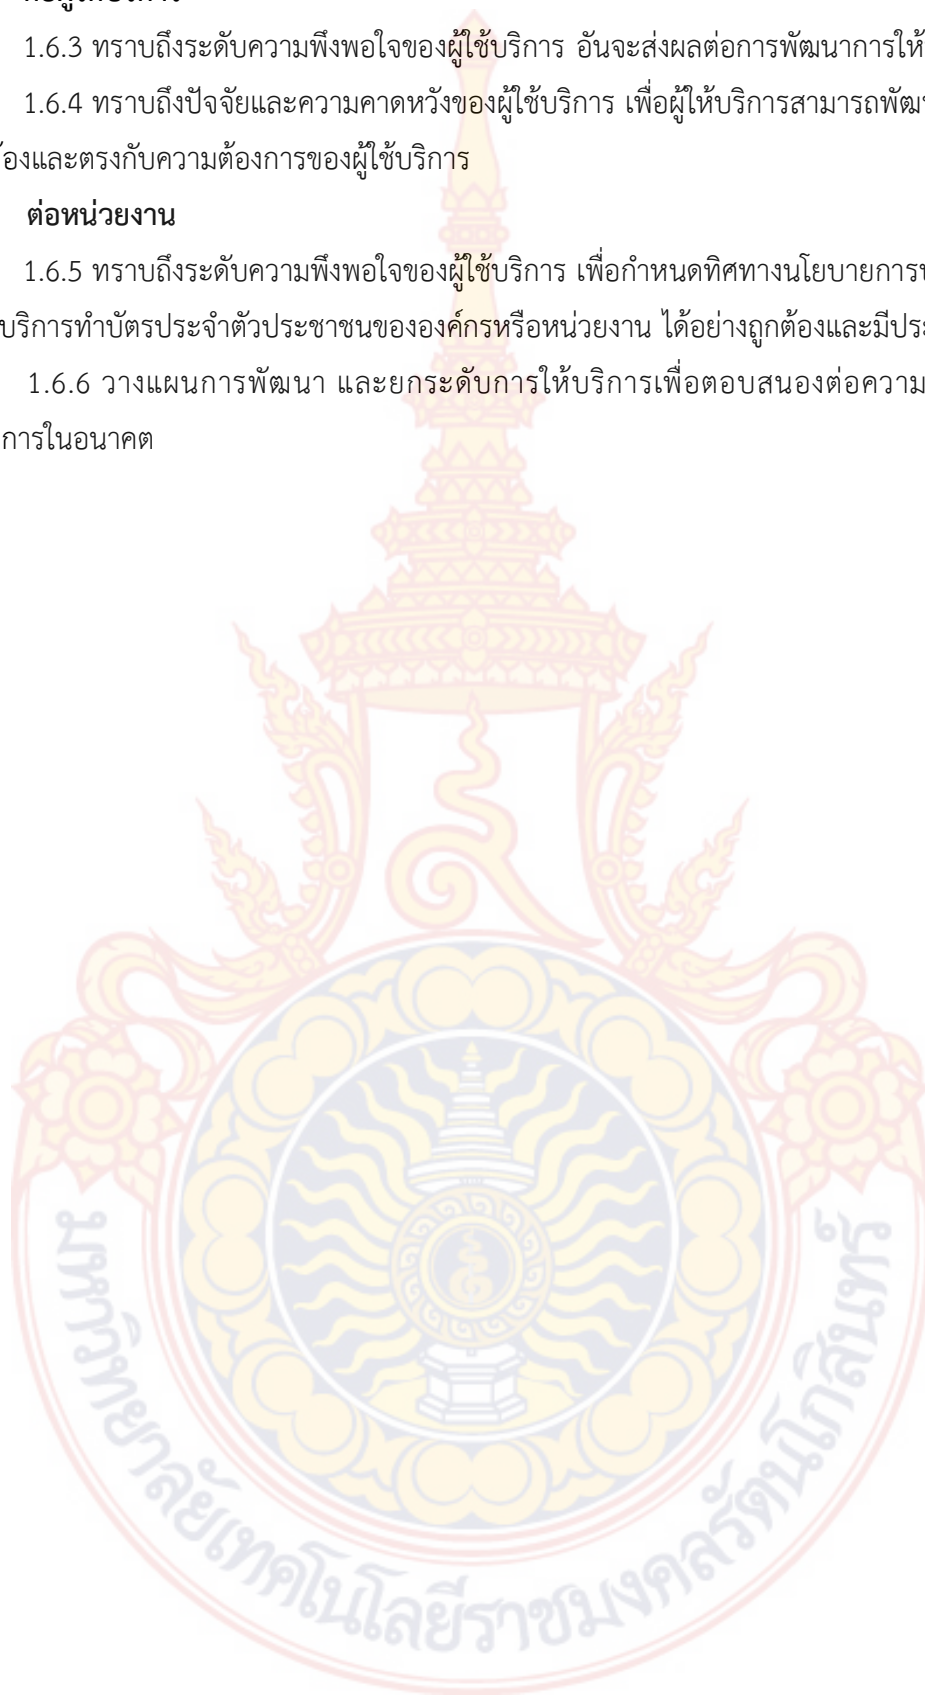 1.6.3 ทราบถึงระดับความพึงพอใจของผู้ใช้บริการ อันจะส่งผลต่อการพัฒนาการให้
1.6.4 ทราบถึงปัจจัยและความคาดหวังของผู้ใช้บริการ เพื่อผู้ให้บริการสามารถพัฒ
องและตรงกับความต้องการของผู้ใช้บริการ
ต่อหน่วยงาน
1.6.5 ทราบถึงระดับความพึงพอใจของผู้ใช้บริการ เพื่อกำหนดทิศทางนโยบายการ
บริการทำบัตรประจำตัวประชาชนขององค์กรหรือหน่วยงาน ได้อย่างถูกต้องและมีประ
1.6.6 วางแผนการพัฒนา และยกระดับการให้บริการเพื่อตอบสนองต่อความ
การในอนาคต
มหาวิทยาลัยเทคโนโลยีราชมงคลรัตนโกสินทร์